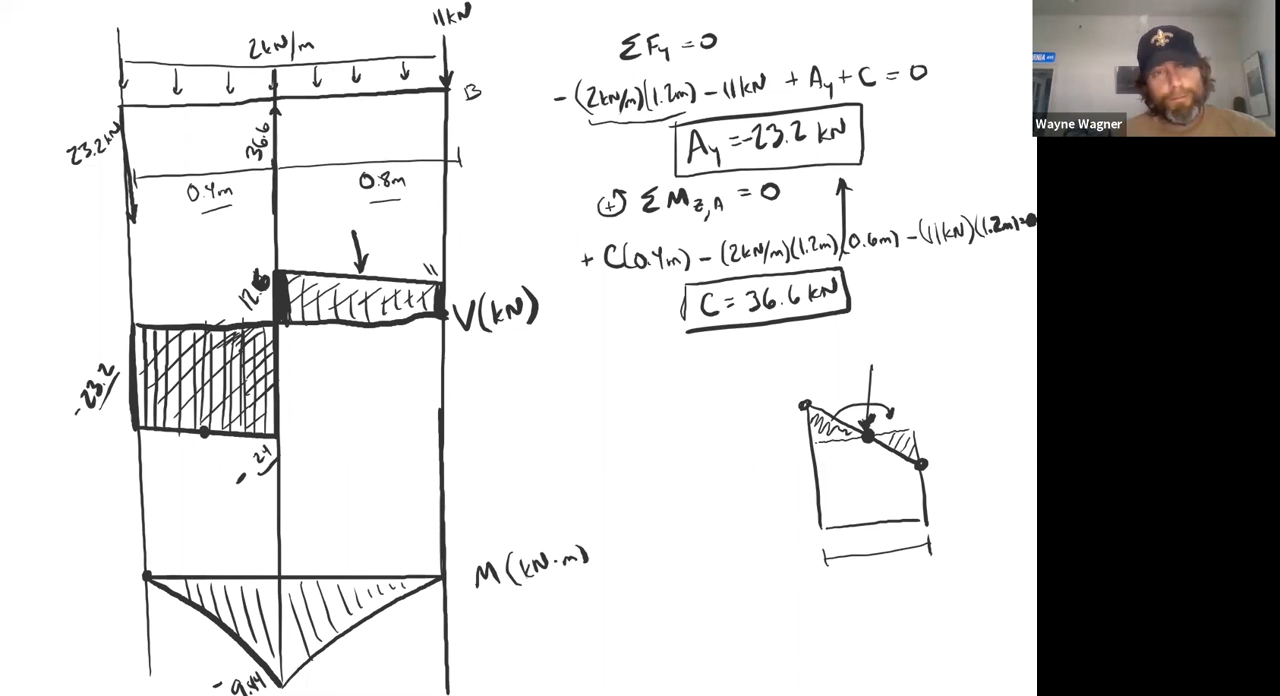 11kN
2kN/m
B
23.2kN
36.6
0.4m
0.8m
12.6
11
V(kN)
-23.2
-24
M(kN·m)
-9.44
ΣFy = 0
-(2kN/m)(1.2m) - 11kN + Ay + C = 0
Ay = -23.2 kN
(+) ΣMz,A = 0
+ C(0.4m) - (2kN/m)(1.2m)(0.6m) - (11kN)(1.2m)=0
C = 36.6 kN
Wayne Wagner